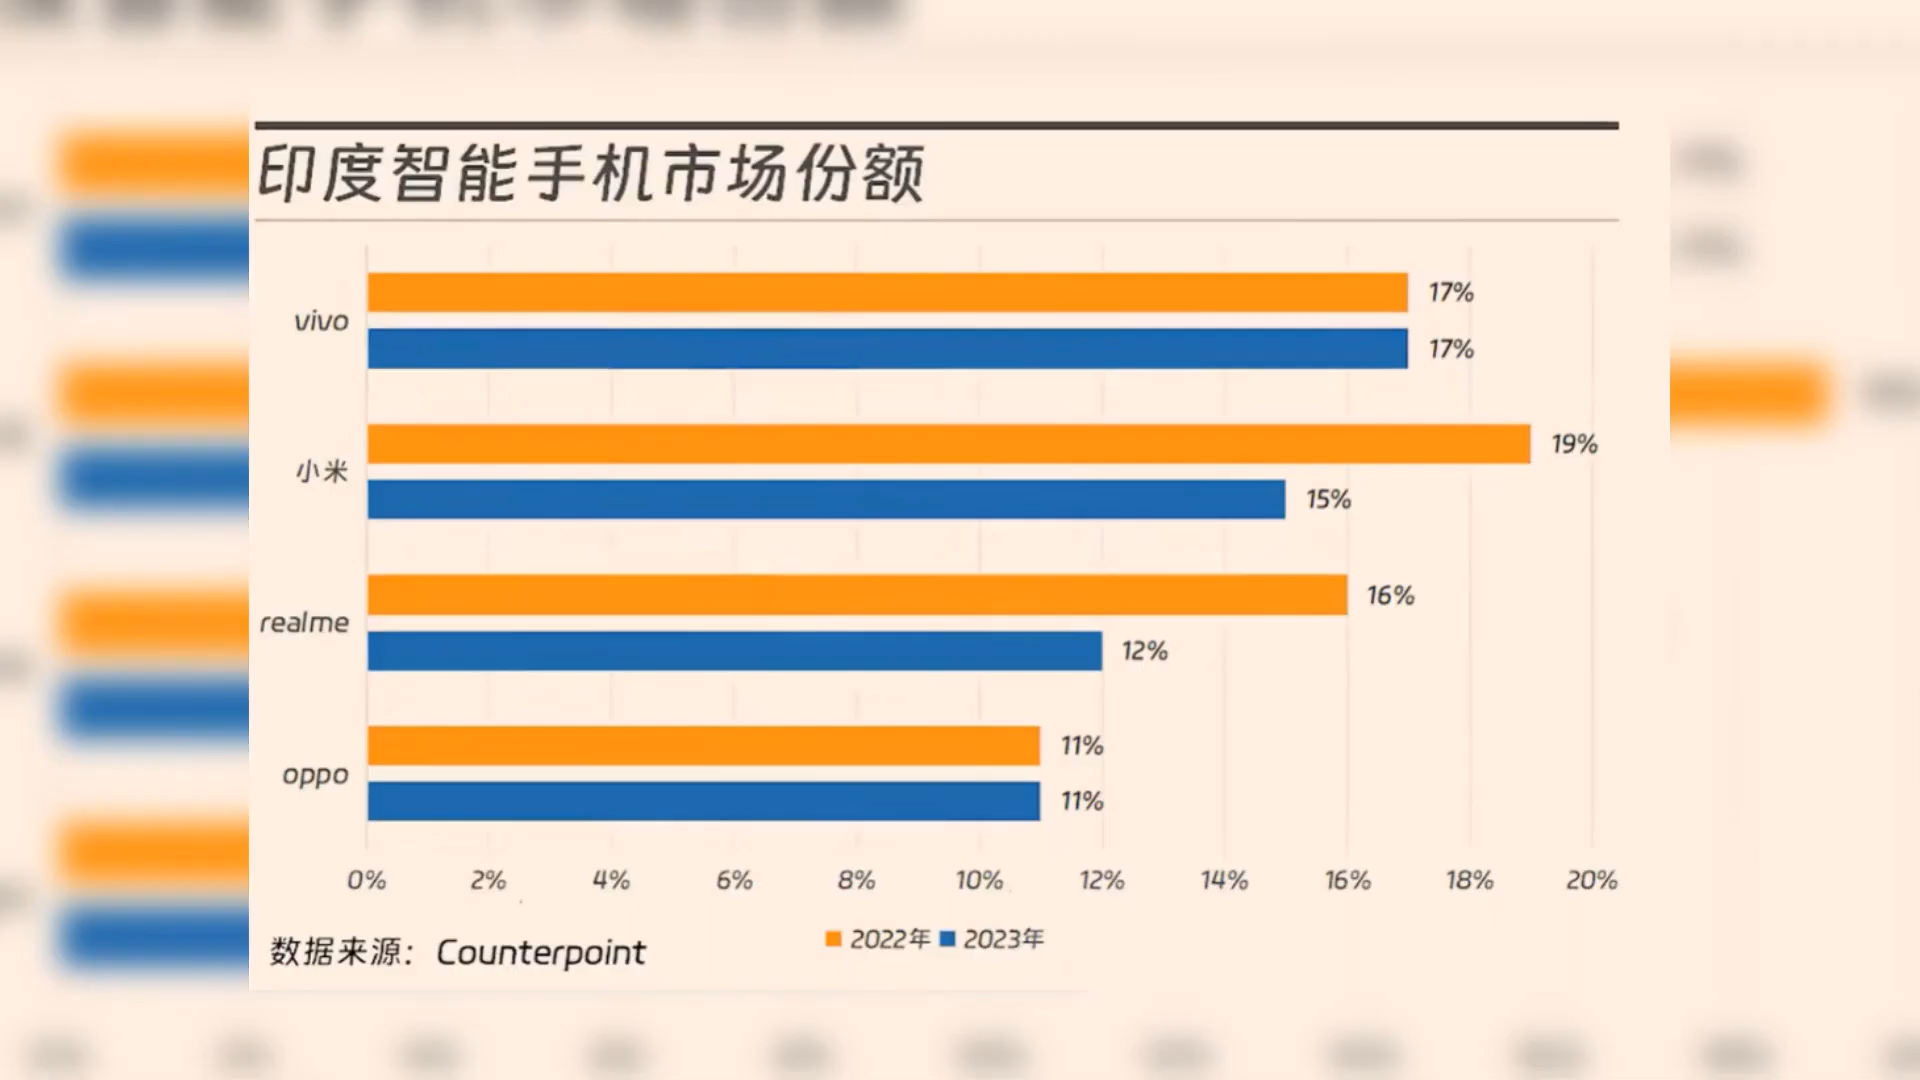 印度智能手机市场份额
vivo
17%
17%
小米
19%
15%
realme
16%
12%
oppo
11%
11%
0% 2% 4% 6% 8% 10% 12% 14% 16% 18% 20%
2022年 2023年
数据来源：Counterpoint